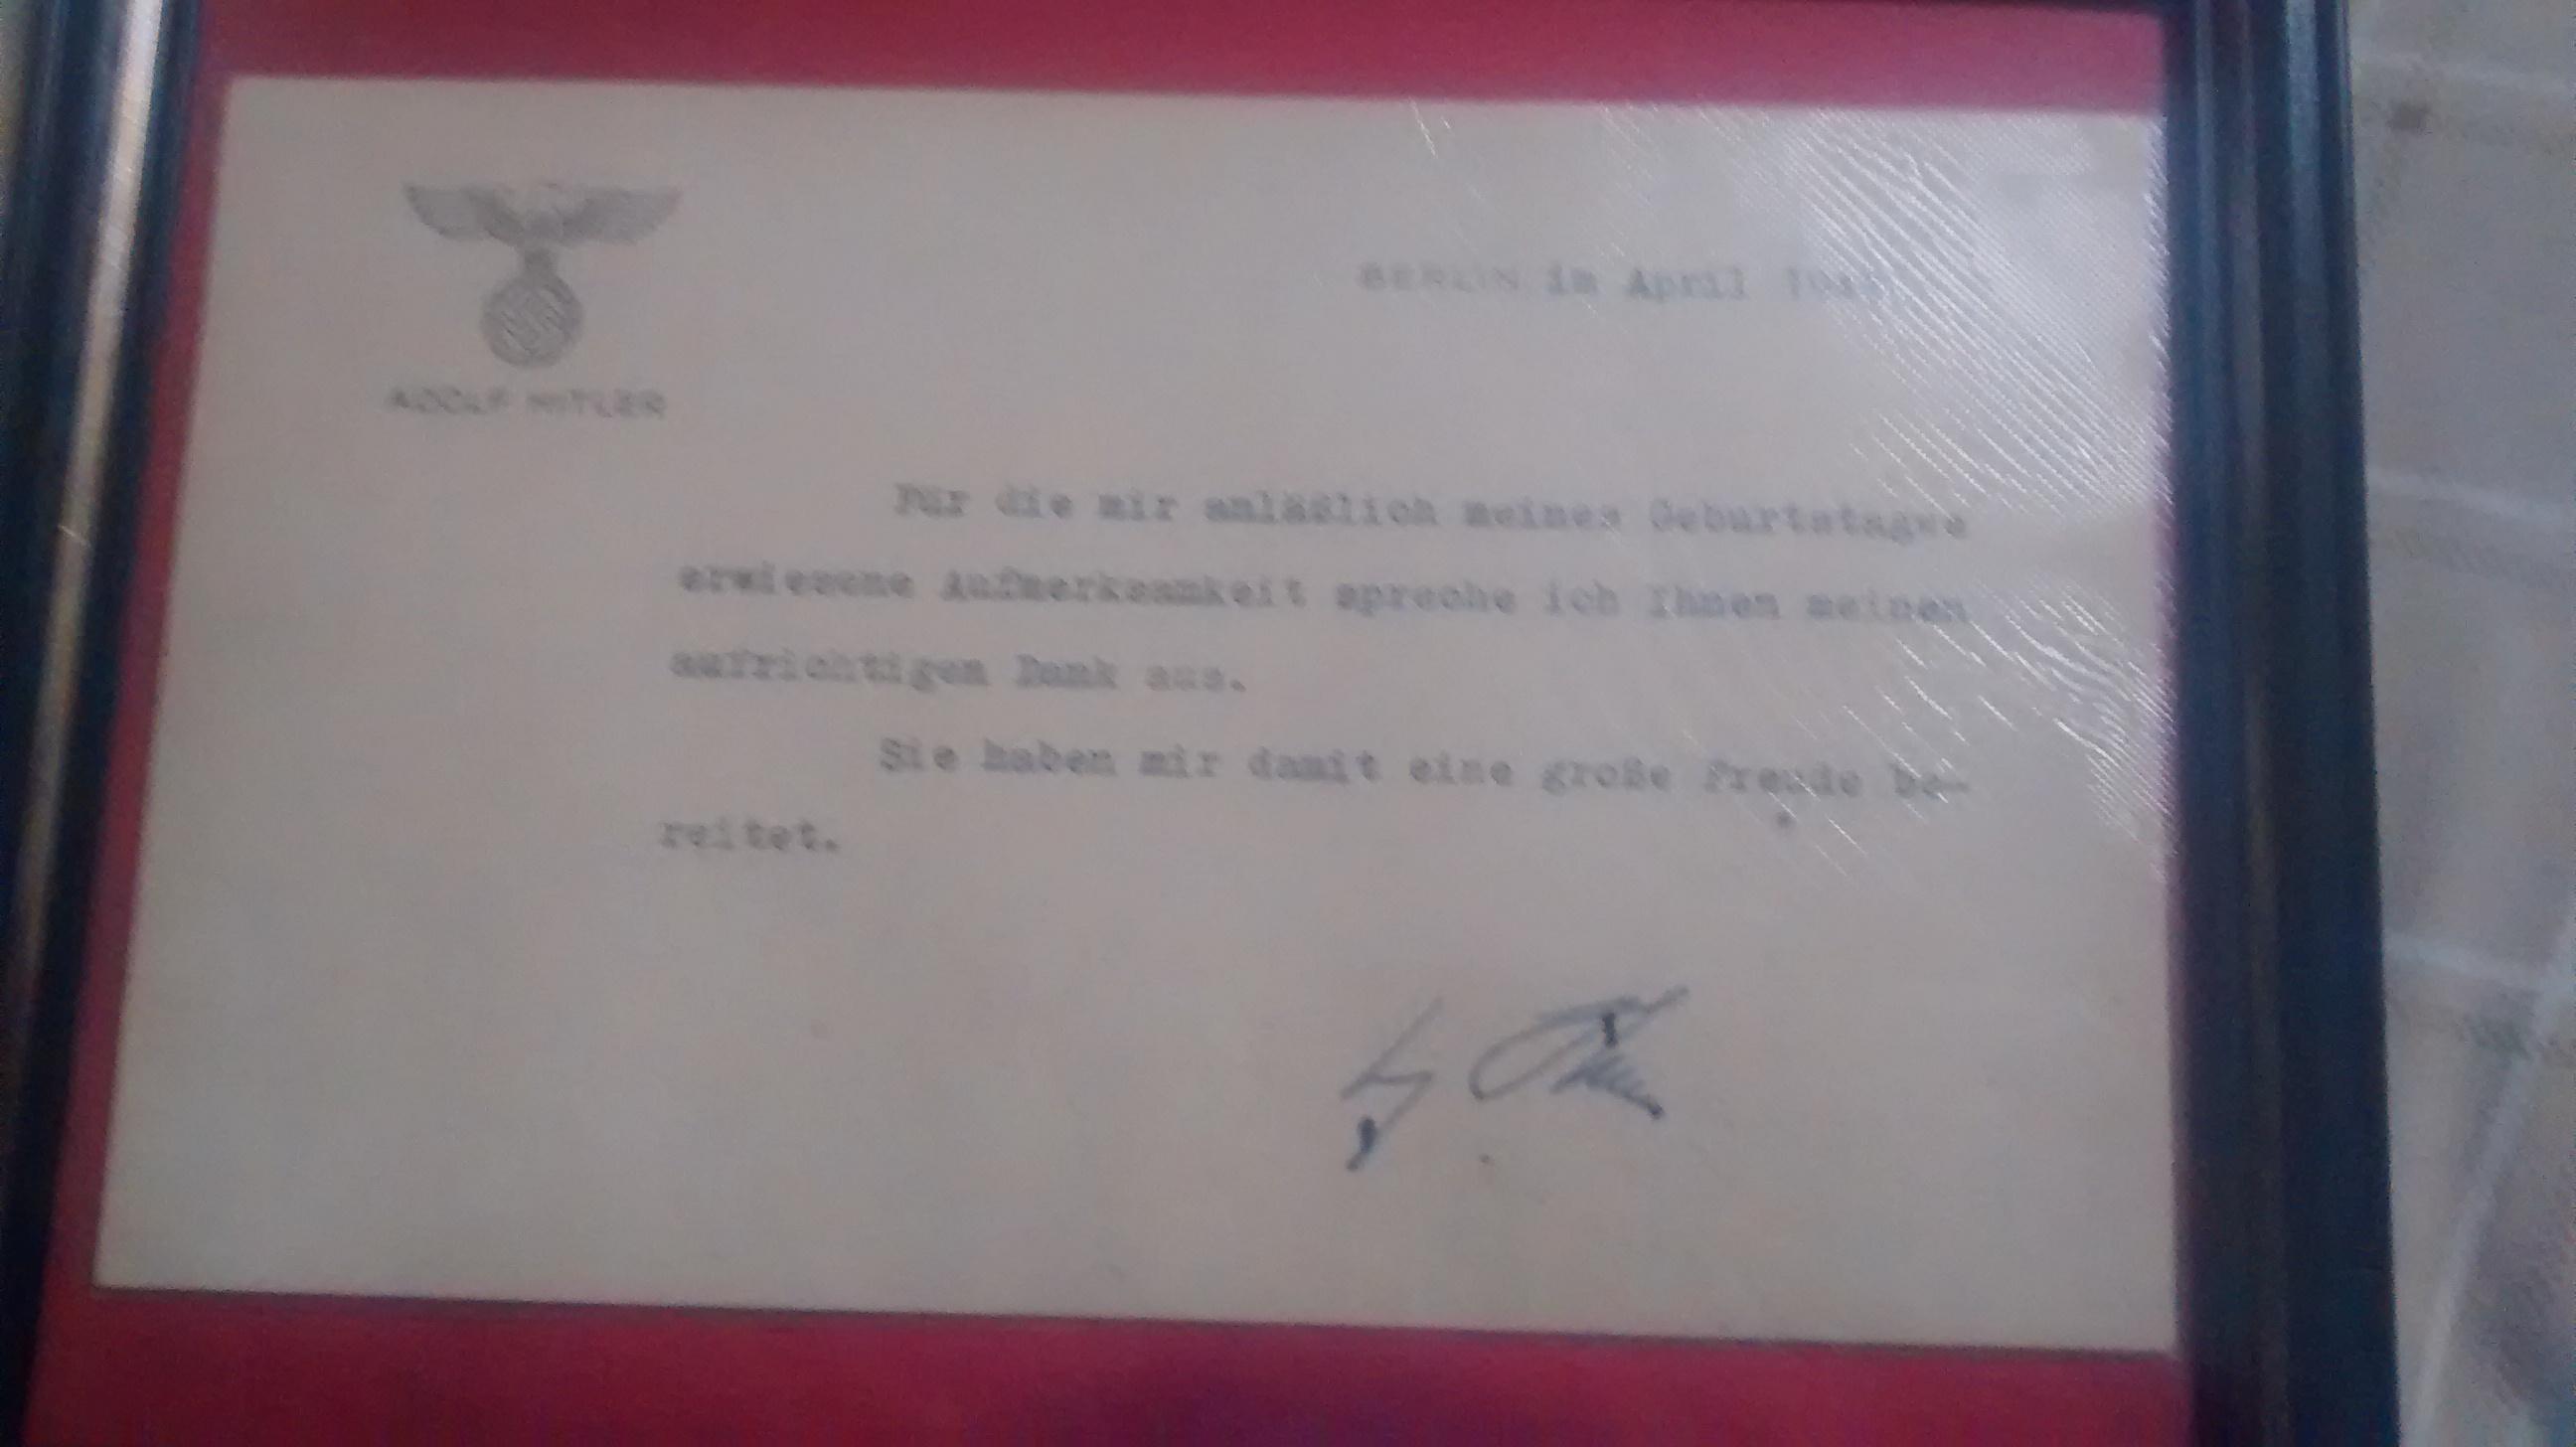 ADOLF HITLER
BERLIN, im April
Für die mir anläßlich meines Geburtstages
erwiesene Aufmerksamkeit spreche ich Ihnen meinen
aufrichtigen Dank aus.
Sie haben mir damit eine große Freude be-
reitet.